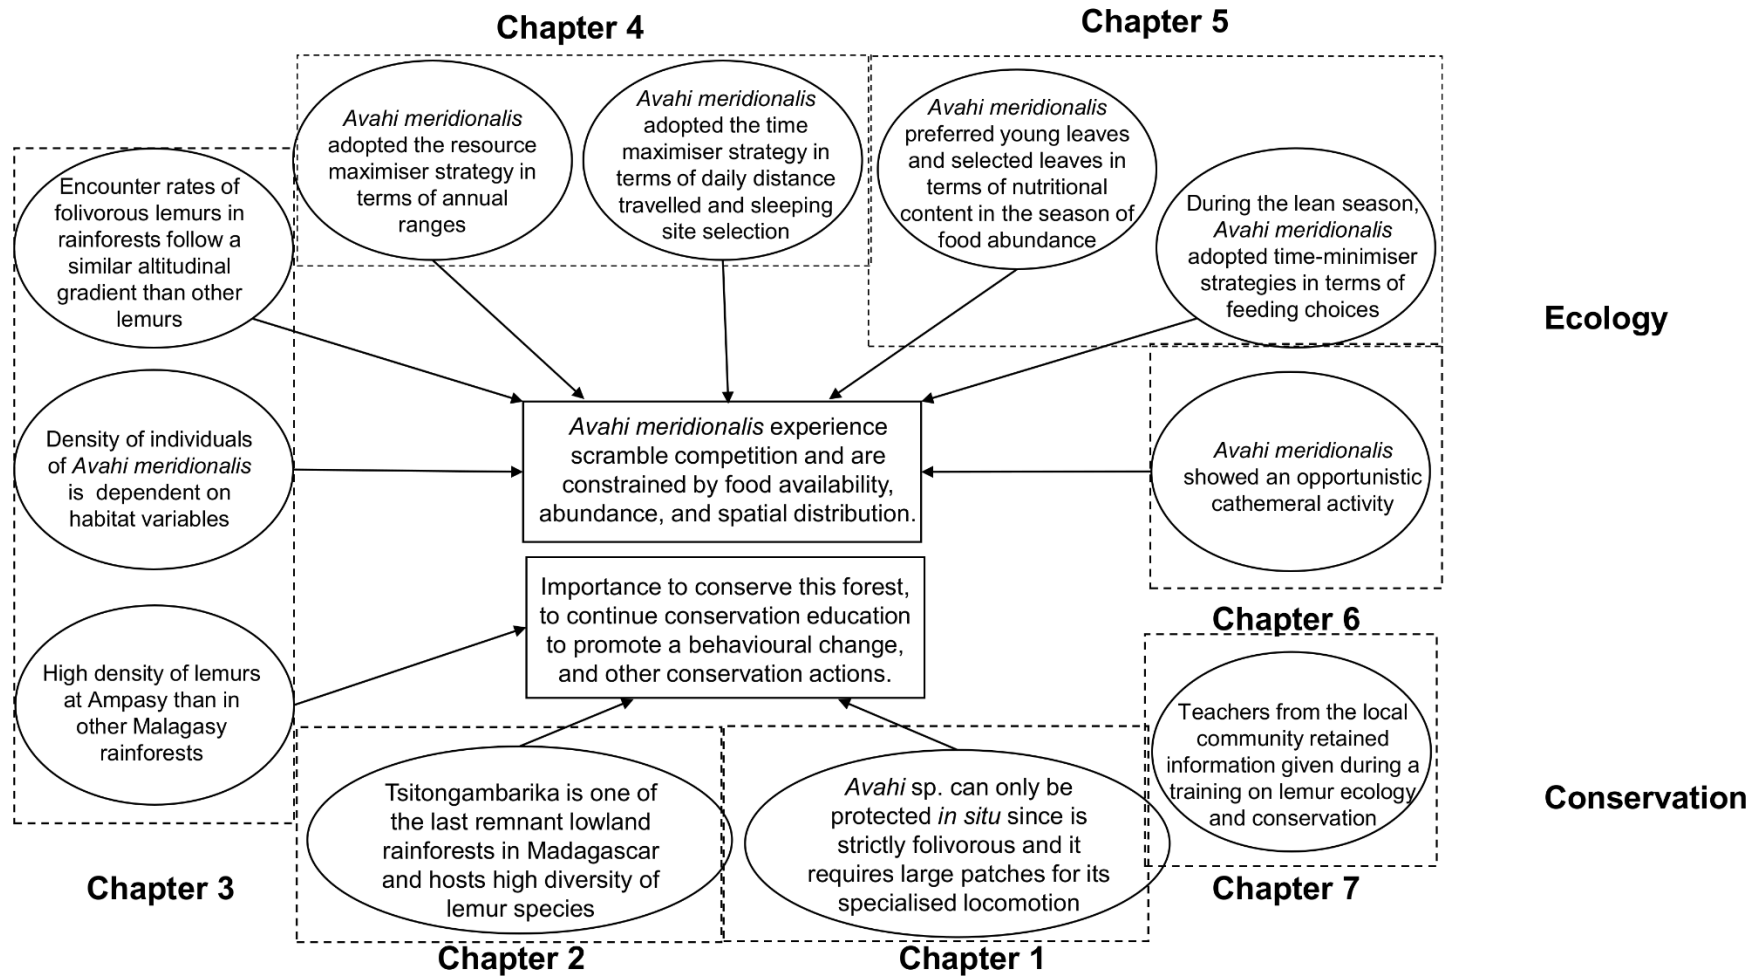 Chapter 4
Chapter 5
Avahi meridionalis
adopted the resource
maximiser strategy in
terms of annual
ranges
Avahi meridionalis
adopted the time
maximiser strategy in
terms of daily distance
travelled and sleeping
site selection
Avahi meridionalis
preferred young leaves
and selected leaves in
terms of nutritional
content in the season of
food abundance
During the lean season,
Avahi meridionalis
adopted time-minimiser
strategies in terms of
feeding choices
Encounter rates of
folivorous lemurs in
rainforests follow a
similar altitudinal
gradient than other
lemurs
Ecology
Density of individuals
of Avahi meridionalis
is dependent on
habitat variables
Avahi meridionalis experience
scramble competition and are
constrained by food availability,
abundance, and spatial distribution.
Avahi meridionalis
showed an opportunistic
cathemeral activity
Chapter 6
Importance to conserve this forest,
to continue conservation education
to promote a behavioural change,
and other conservation actions.
High density of lemurs
at Ampasy than in
other Malagasy
rainforests
Teachers from the local
community retained
information given during a
training on lemur ecology
and conservation
Conservation
Tsitongambarika is one of
the last remnant lowland
rainforests in Madagascar
and hosts high diversity of
lemur species
Avahi sp. can only be
protected in situ since is
strictly folivorous and it
requires large patches for its
specialised locomotion
Chapter 3
Chapter 7
Chapter 2
Chapter 1